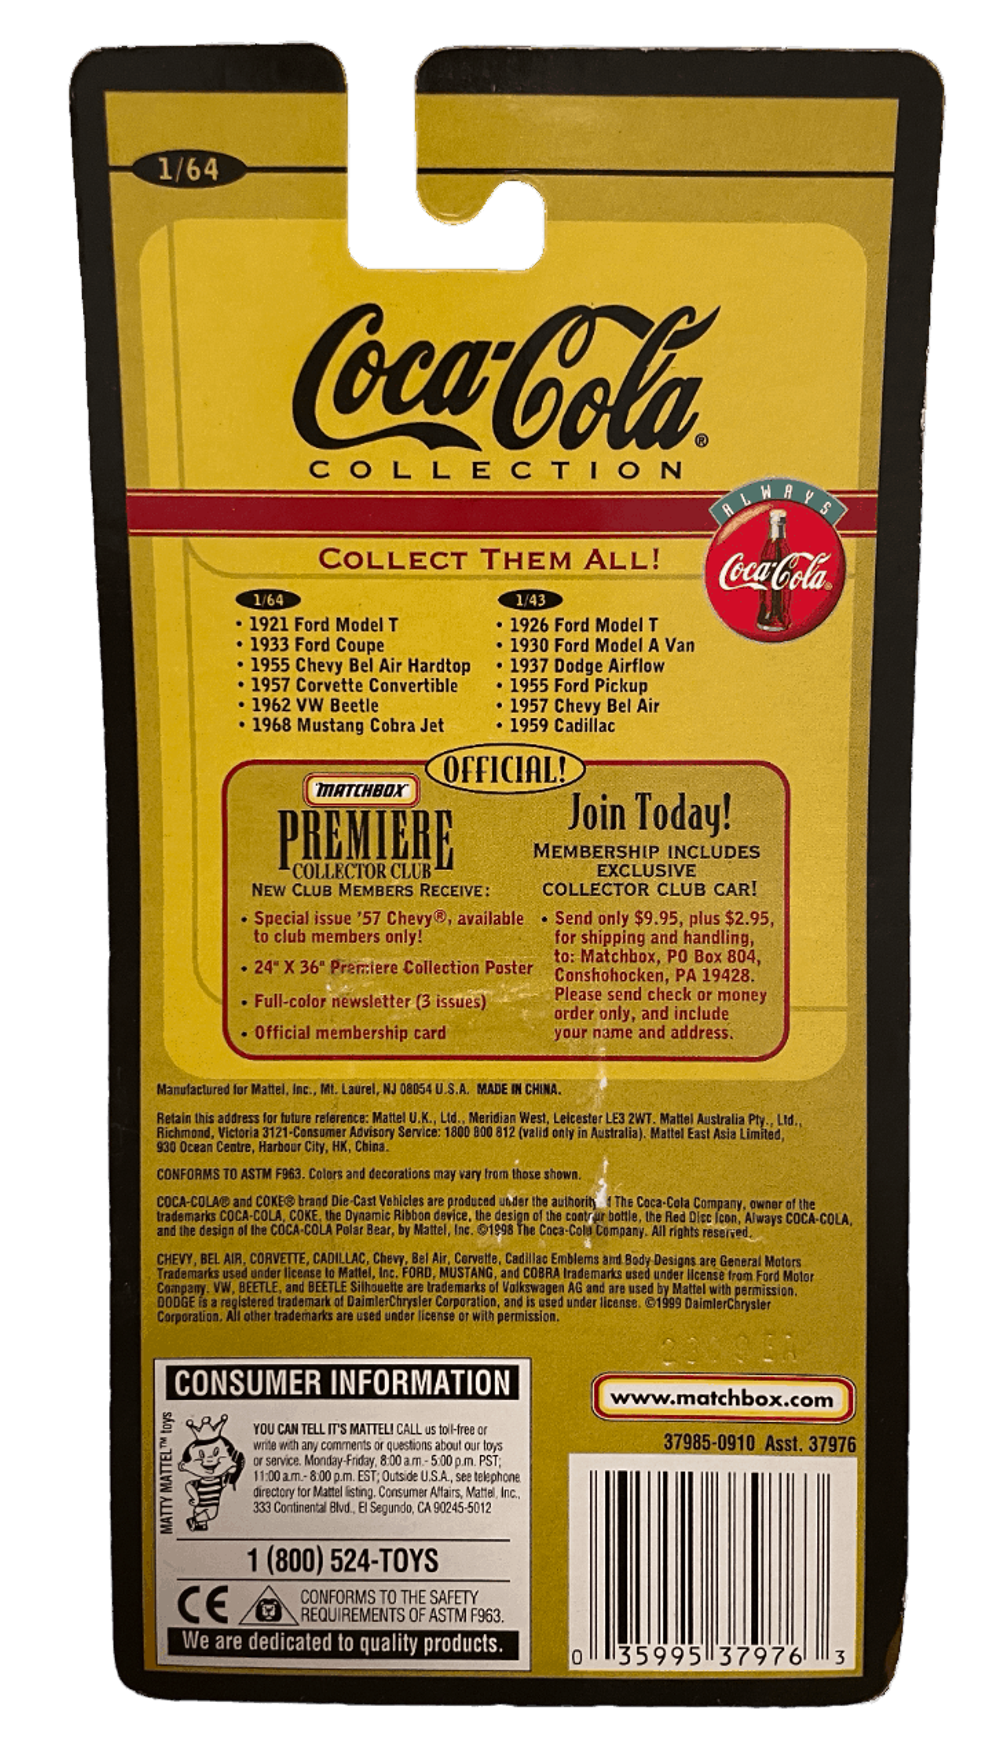 1/64
Coca-Cola®
COLLECTION
ALWAYS
Coca-Cola®
COLLECT THEM ALL!
1/64
• 1921 Ford Model T
• 1933 Ford Coupe
• 1955 Chevy Bel Air Hardtop
• 1957 Corvette Convertible
• 1962 VW Beetle
• 1968 Mustang Cobra Jet
1/43
• 1926 Ford Model T
• 1930 Ford Model A Van
• 1937 Dodge Airflow
• 1955 Ford Pickup
• 1957 Chevy Bel Air
• 1959 Cadillac
OFFICIAL!
MATCHBOX
PREMIERE
COLLECTOR CLUB
NEW CLUB MEMBERS RECEIVE:
• Special issue '57 Chevy®, available
to club members only!
• 24" X 36" Premiere Collection Poster
• Full-color newsletter (3 issues)
• Official membership card
Join Today!
MEMBERSHIP INCLUDES
EXCLUSIVE
COLLECTOR CLUB CAR!
• Send only $9.95, plus $2.95,
for shipping and handling,
to: Matchbox, PO Box 804,
Conshohocken, PA 19428.
Please send check or money
order only, and include
your name and address.
Manufactured for Mattel, Inc., Mt. Laurel, NJ 08054 U.S.A. MADE IN CHINA.
Retain this address for future reference: Mattel U.K., Ltd., Meridian West, Leicester LE3 2WT. Mattel Australia Pty., Ltd.,
Richmond, Victoria 3121-Consumer Advisory Service: 1800 800 812 (valid only in Australia). Mattel East Asia Limited,
930 Ocean Centre, Harbour City, HK, China.
CONFORMS TO ASTM F963. Colors and decorations may vary from those shown.
COCA-COLA® and COKE® brand Die-Cast Vehicles are produced under the authority of The Coca-Cola Company, owner of the
trademarks COCA-COLA, COKE, the Dynamic Ribbon device, the design of the contour bottle, the Red Disc Icon, Always COCA-COLA,
and the design of the COCA-COLA Polar Bear, by Mattel, Inc. ©1998 The Coca-Cola Company. All rights reserved.
CHEVY, BEL AIR, CORVETTE, CADILLAC, Chevy, Bel Air, Corvette, Cadillac Emblems and Body Designs are General Motors
Trademarks used under license to Mattel, Inc. FORD, MUSTANG, and COBRA trademarks used under license from Ford Motor
Company. VW, BEETLE, and BEETLE Silhouette are trademarks of Volkswagen AG and are used by Mattel with permission.
DODGE is a registered trademark of DaimlerChrysler Corporation, and is used under license. ©1999 DaimlerChrysler
Corporation. All other trademarks are used under license or with permission.
CONSUMER INFORMATION
MATTY MATTEL™ toys
YOU CAN TELL IT'S MATTEL! CALL us toll-free or
write with any comments or questions about our toys
or service. Monday-Friday, 8:00 a.m.- 5:00 p.m. PST;
11:00 a.m.- 8:00 p.m. EST; Outside U.S.A., see telephone
directory for Mattel listing. Consumer Affairs, Mattel, Inc.,
333 Continental Blvd., El Segundo, CA 90245-5012
1 (800) 524-TOYS
CE
CONFORMS TO THE SAFETY
REQUIREMENTS OF ASTM F963.
We are dedicated to quality products.
www.matchbox.com
37985-0910 Asst. 37976
0 35995 37976 3